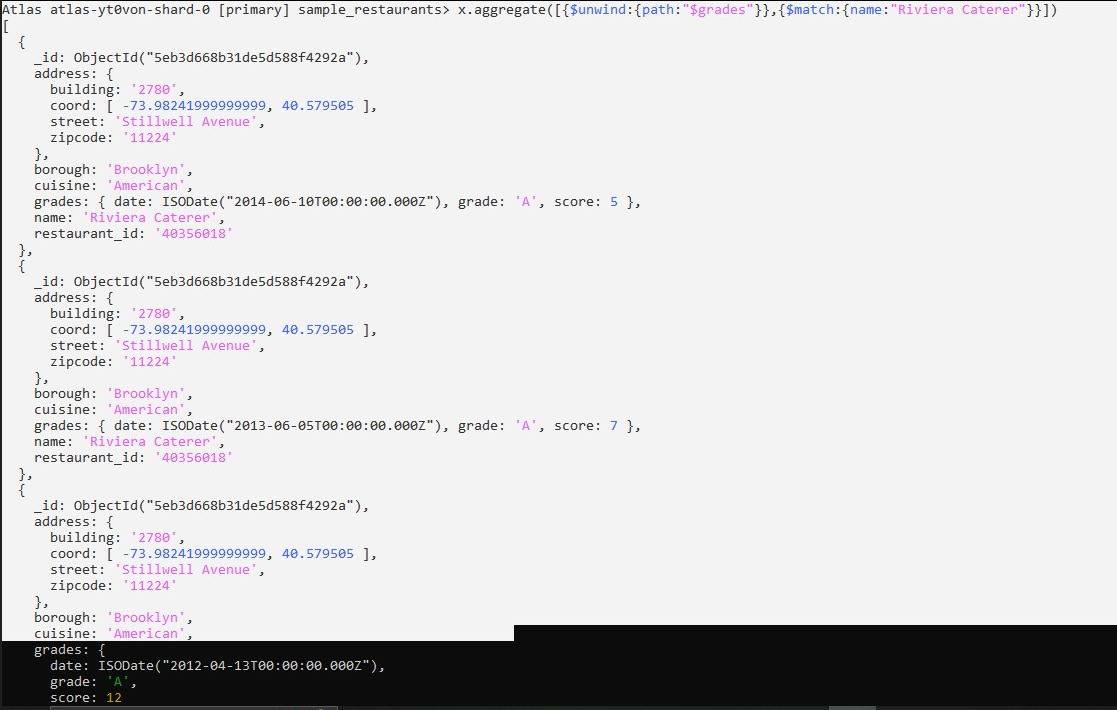 Atlas atlas-yt0von-shard-0 [primary] sample_restaurants> x.aggregate([{$unwind:{path:"$grades"}},{$match:{name:"Riviera Caterer"}}])
[
  {
    _id: ObjectId("5eb3d668b31de5d588f4292a"),
    address: {
      building: '2780',
      coord: [ -73.98241999999999, 40.579505 ],
      street: 'Stillwell Avenue',
      zipcode: '11224'
    },
    borough: 'Brooklyn',
    cuisine: 'American',
    grades: { date: ISODate("2014-06-10T00:00:00.000Z"), grade: 'A', score: 5 },
    name: 'Riviera Caterer',
    restaurant_id: '40356018'
  },
  {
    _id: ObjectId("5eb3d668b31de5d588f4292a"),
    address: {
      building: '2780',
      coord: [ -73.98241999999999, 40.579505 ],
      street: 'Stillwell Avenue',
      zipcode: '11224'
    },
    borough: 'Brooklyn',
    cuisine: 'American',
    grades: { date: ISODate("2013-06-05T00:00:00.000Z"), grade: 'A', score: 7 },
    name: 'Riviera Caterer',
    restaurant_id: '40356018'
  },
  {
    _id: ObjectId("5eb3d668b31de5d588f4292a"),
    address: {
      building: '2780',
      coord: [ -73.98241999999999, 40.579505 ],
      street: 'Stillwell Avenue',
      zipcode: '11224'
    },
    borough: 'Brooklyn',
    cuisine: 'American',
    grades: {
      date: ISODate("2012-04-13T00:00:00.000Z"),
      grade: 'A',
      score: 12